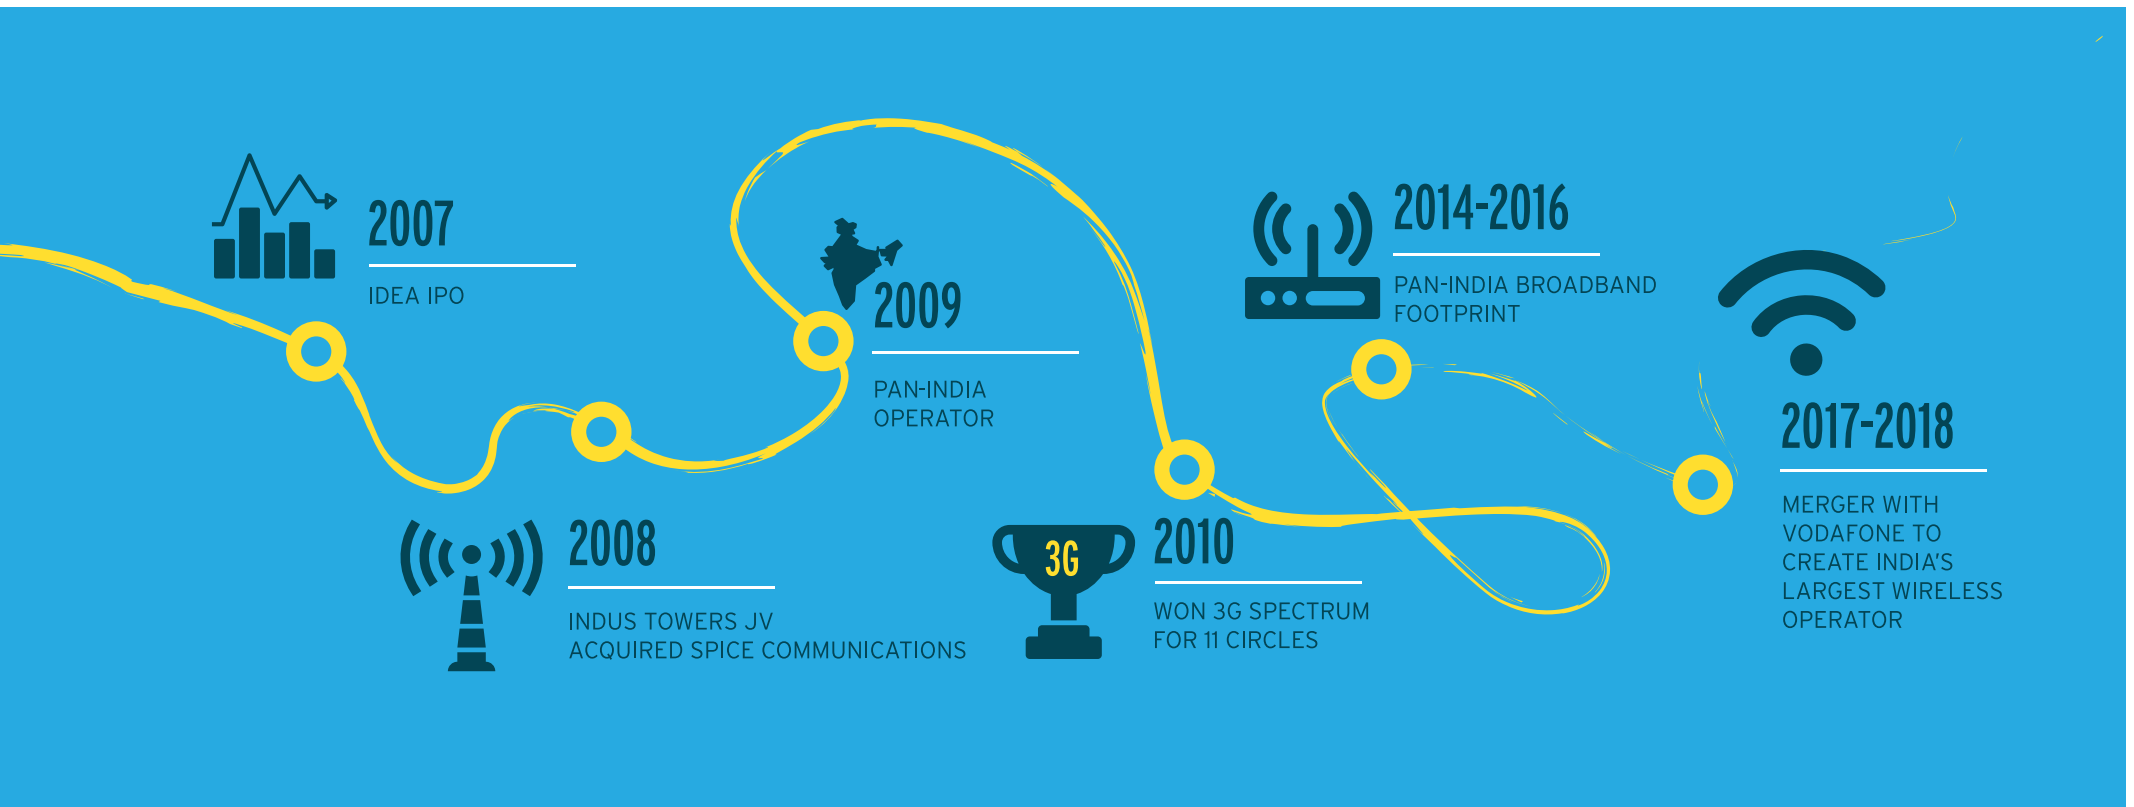 2007
IDEA IPO
2008
INDUS TOWERS JV
ACQUIRED SPICE COMMUNICATIONS
2009
PAN-INDIA
OPERATOR
3G
2010
WON 3G SPECTRUM
FOR 11 CIRCLES
2014-2016
PAN-INDIA BROADBAND
FOOTPRINT
2017-2018
MERGER WITH
VODAFONE TO
CREATE INDIA'S
LARGEST WIRELESS
OPERATOR